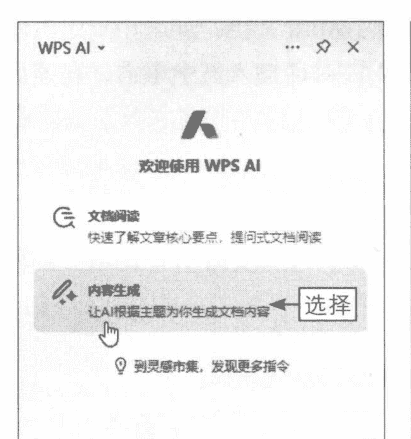 WPS AI
欢迎使用 WPS AI
文档阅读
快速了解文章核心要点，提问式文档阅读
内容生成
让AI根据主题为你生成文档内容
选择
到灵感市集，发现更多指令